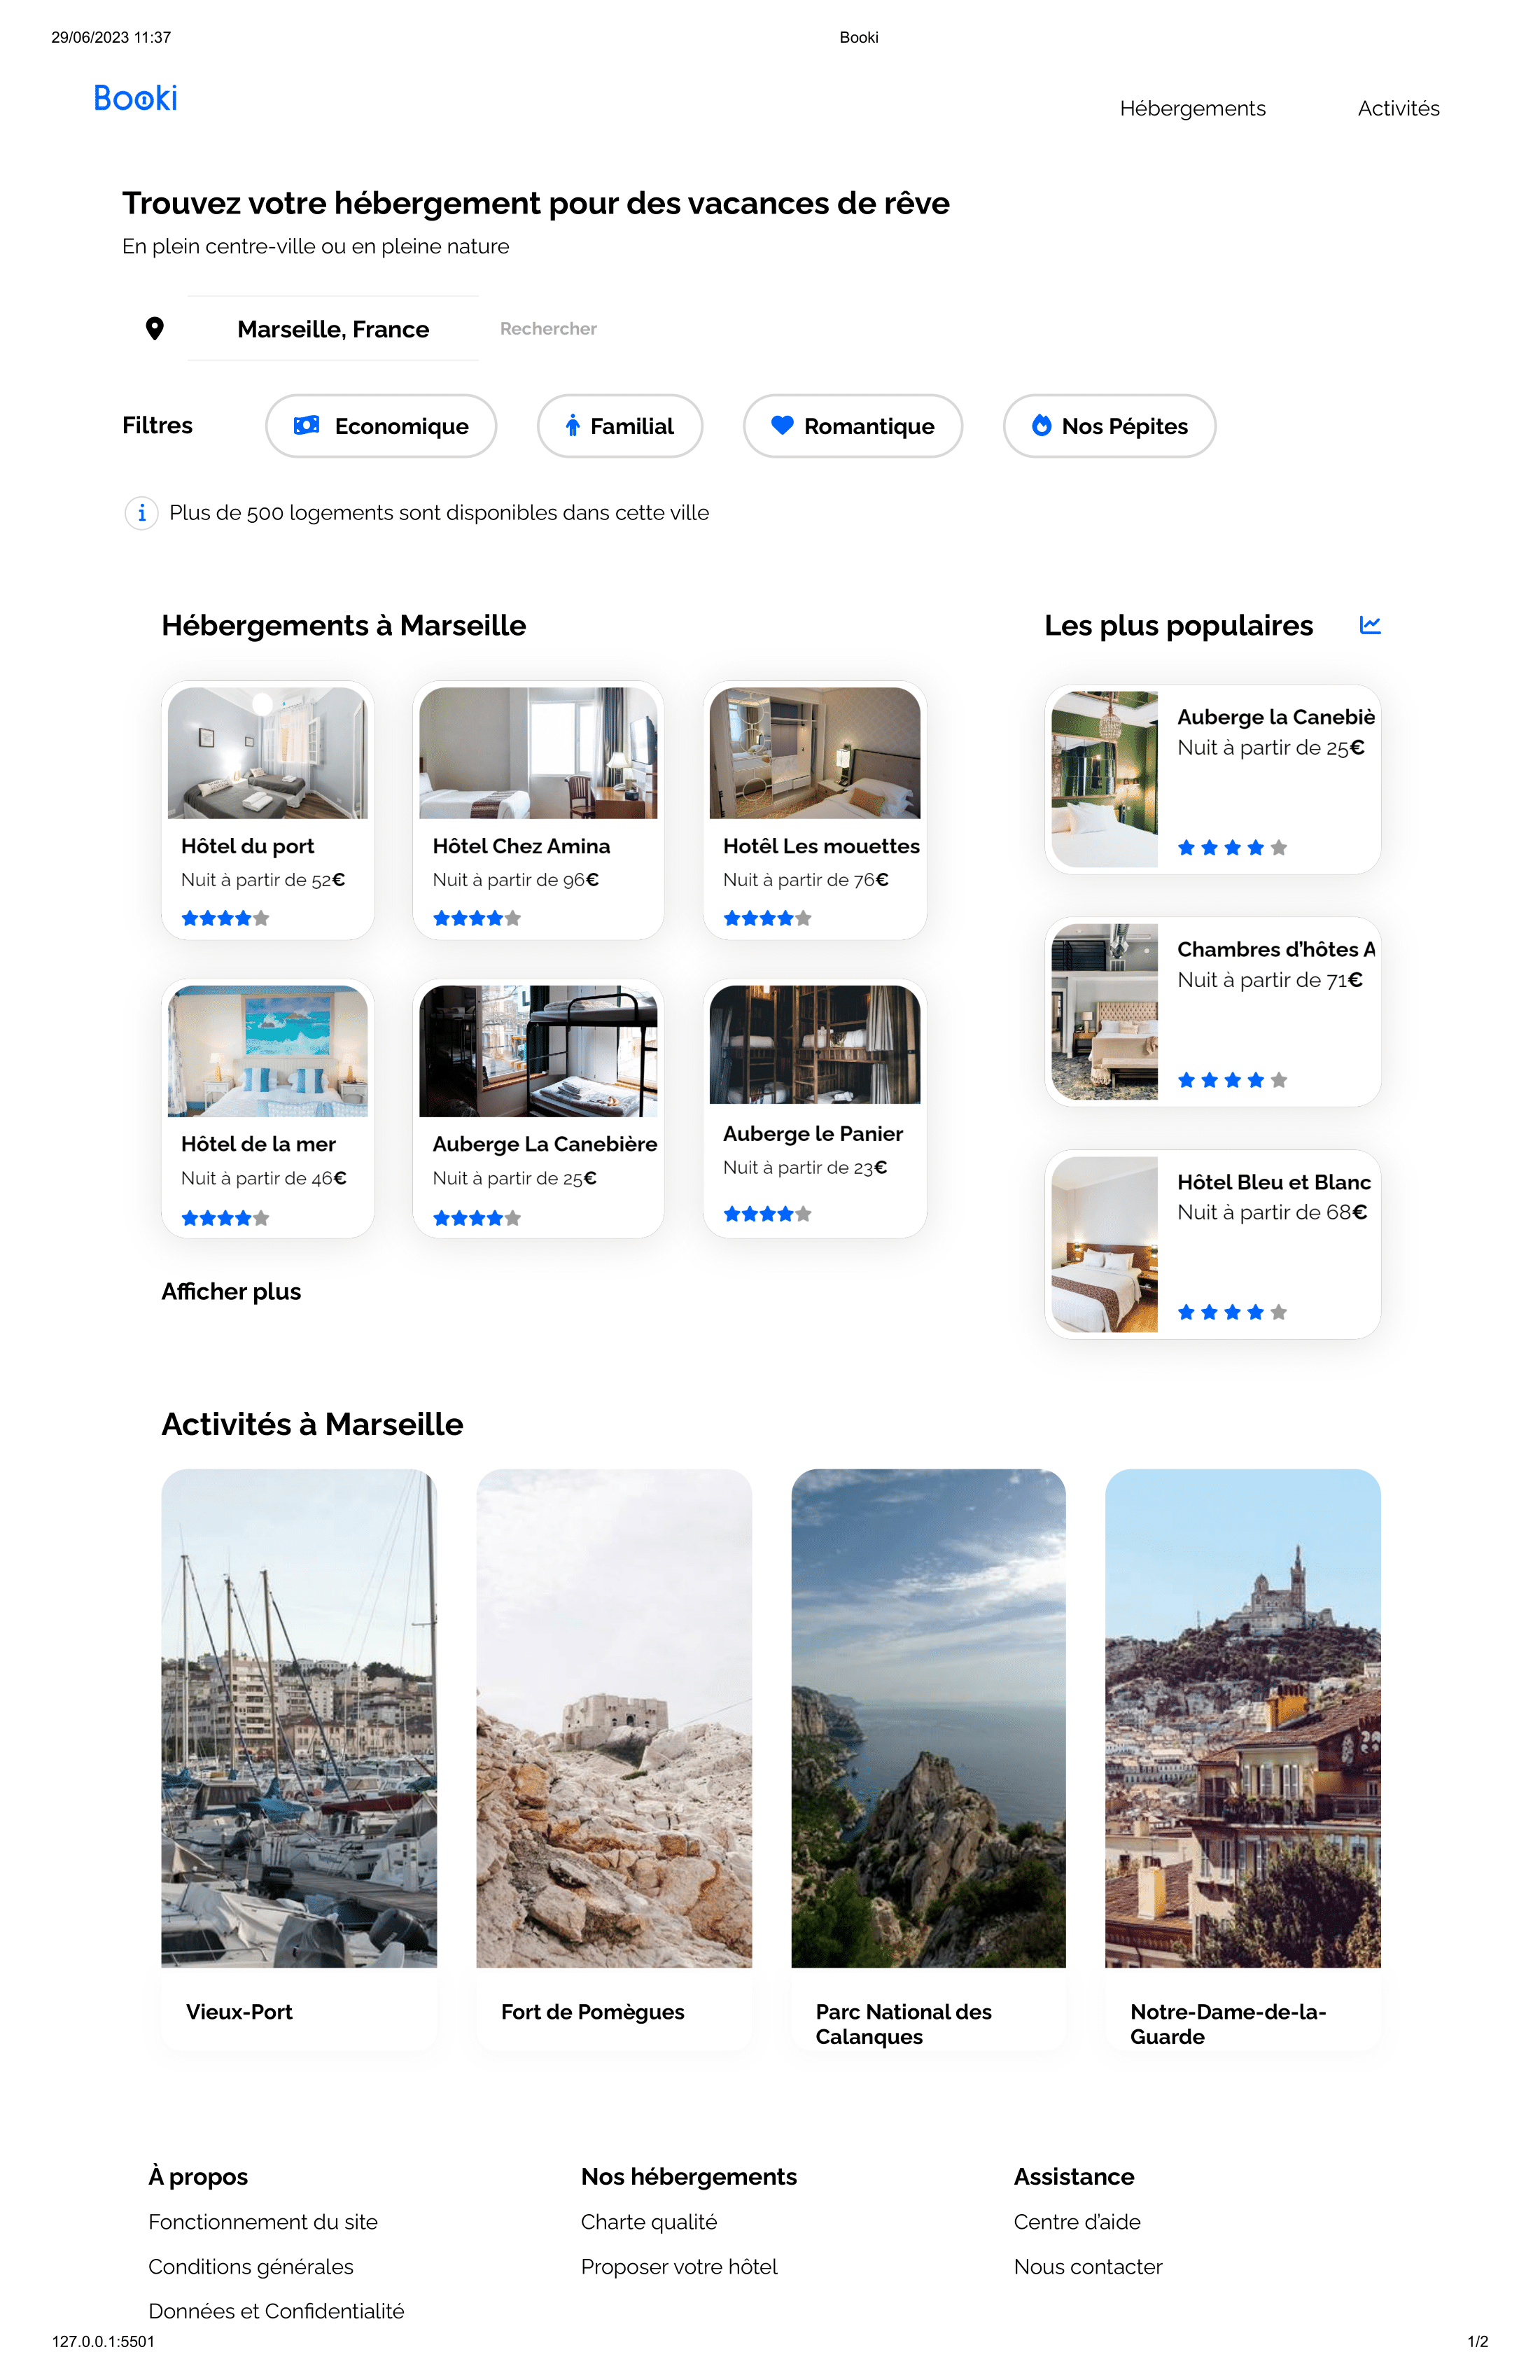 29/06/2023 11:37
Booki
Booki
Hébergements
Activités
Trouvez votre hébergement pour des vacances de rêve
En plein centre-ville ou en pleine nature
Marseille, France
Rechercher
Filtres
Economique
Familial
Romantique
Nos Pépites
Plus de 500 logements sont disponibles dans cette ville
Hébergements à Marseille
Hôtel du port
Nuit à partir de 52€
Hôtel Chez Amina
Nuit à partir de 96€
Hotêl Les mouettes
Nuit à partir de 76€
Hôtel de la mer
Nuit à partir de 46€
Auberge La Canebière
Nuit à partir de 25€
Auberge le Panier
Nuit à partir de 23€
Afficher plus
Les plus populaires
Auberge la Canebiè
Nuit à partir de 25€
Chambres d’hôtes A
Nuit à partir de 71€
Hôtel Bleu et Blanc
Nuit à partir de 68€
Activités à Marseille
Vieux-Port
Fort de Pomègues
Parc National des
Calanques
Notre-Dame-de-la-
Guarde
À propos
Fonctionnement du site
Conditions générales
Données et Confidentialité
Nos hébergements
Charte qualité
Proposer votre hôtel
Assistance
Centre d’aide
Nous contacter
127.0.0.1:5501
1/2